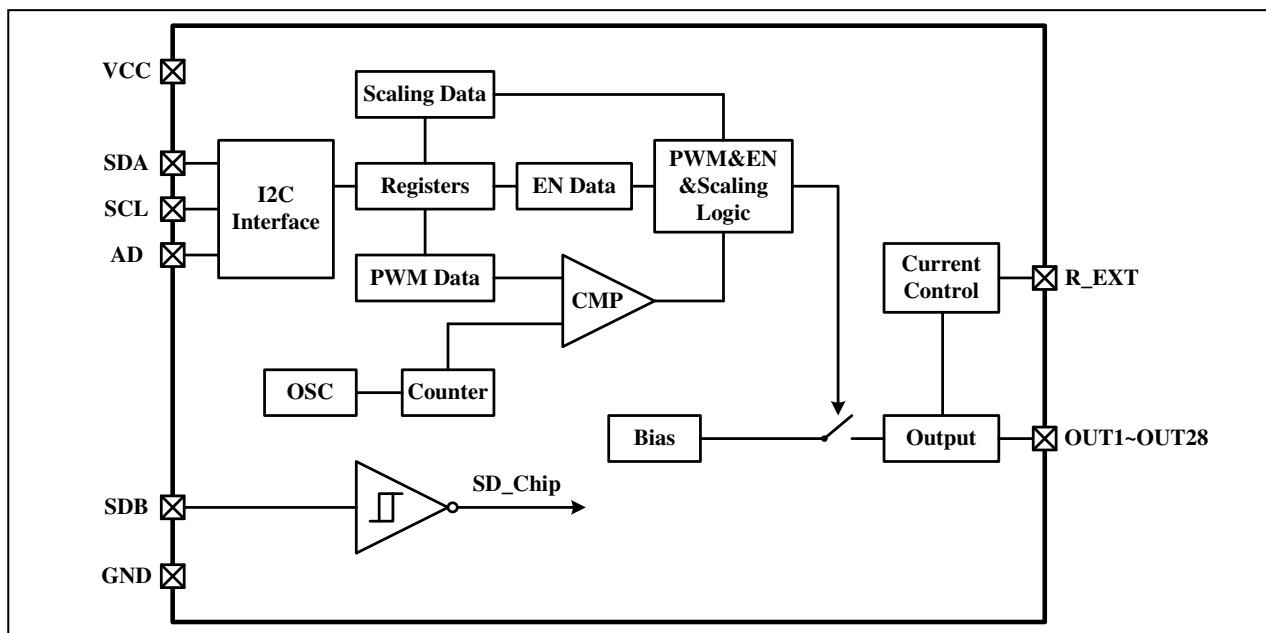 VCC
Scaling Data
SDA
SCL
AD
I2C
Interface
Registers
EN Data
PWM&EN
&Scaling
Logic
PWM Data
CMP
Current
Control
R_EXT
OSC
Counter
Bias
Output
OUT1~OUT28
SDB
SD_Chip
GND